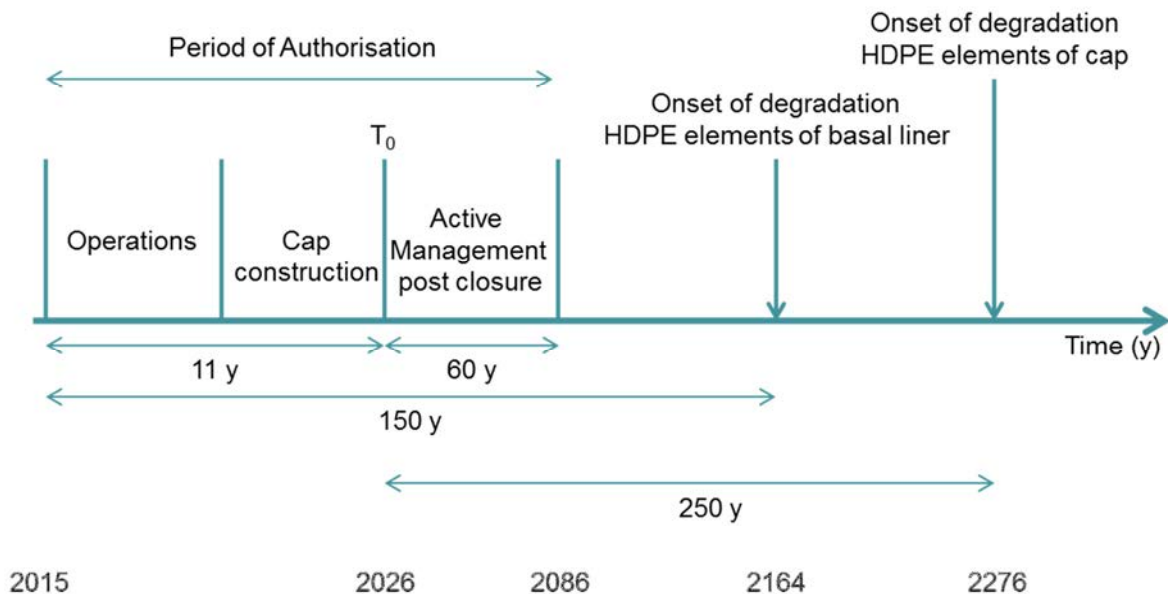 Period of Authorisation
Onset of degradation
HDPE elements of cap
Onset of degradation
HDPE elements of basal liner
T₀
Operations
Cap
construction
Active
Management
post closure
Time (y)
11 y
60 y
150 y
250 y
2015
2026
2086
2164
2276